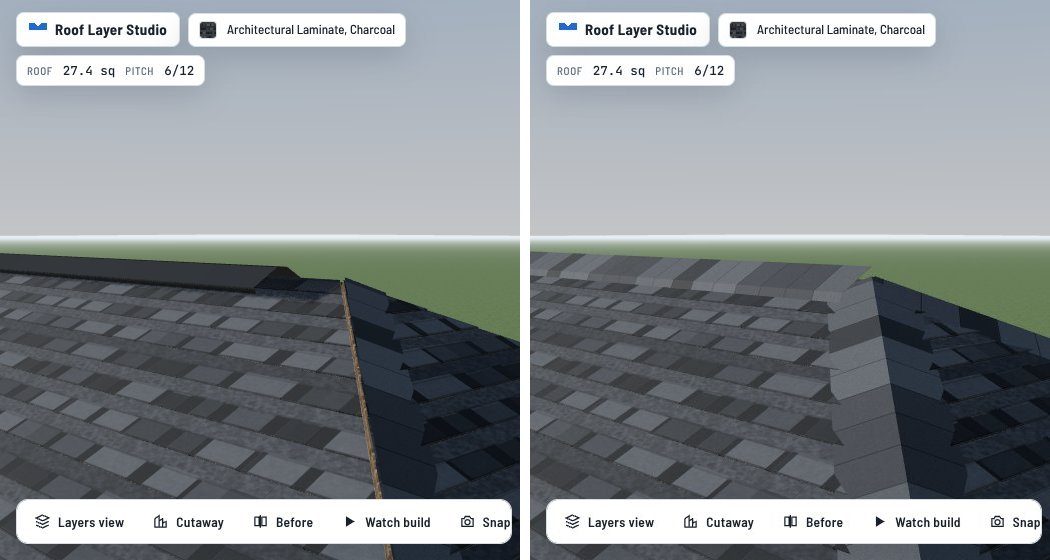 Roof Layer Studio
Architectural Laminate, Charcoal
ROOF 27.4 sq PITCH 6/12
Layers view Cutaway Before Watch build Snap
Roof Layer Studio
Architectural Laminate, Charcoal
ROOF 27.4 sq PITCH 6/12
Layers view Cutaway Before Watch build Snap